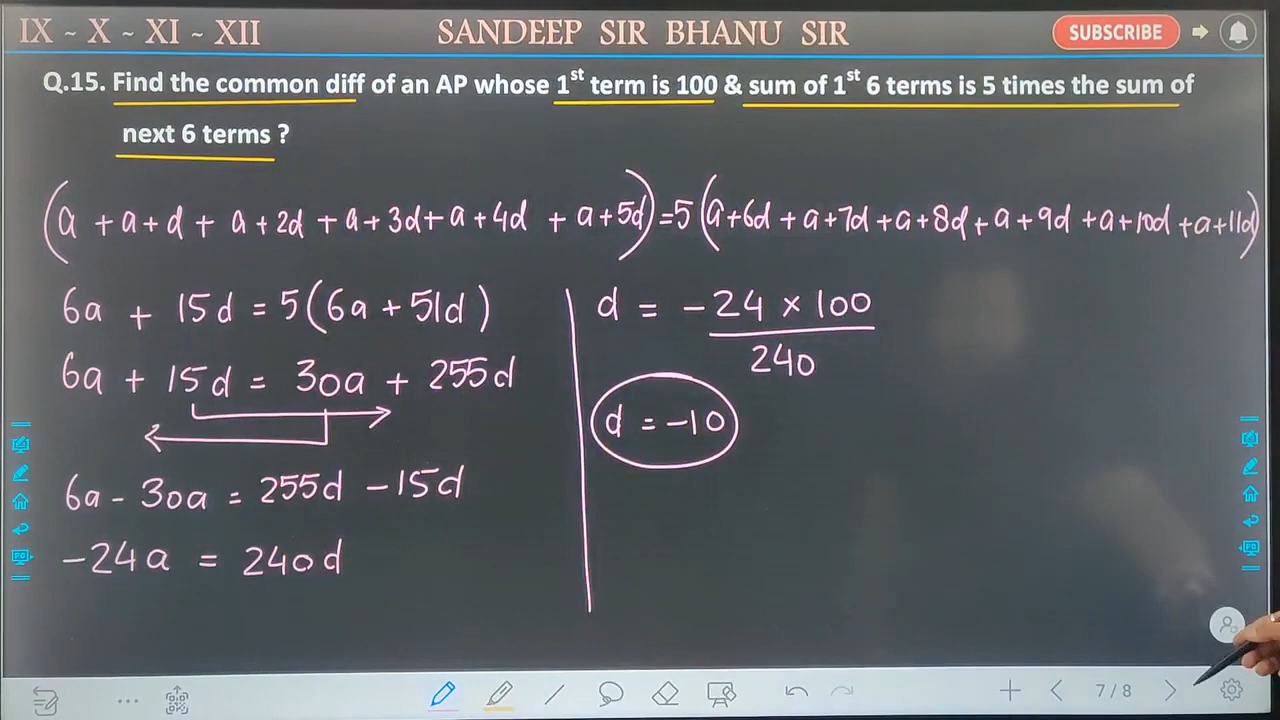 IX ~ X ~ XI ~ XII SANDEEP SIR BHANU SIR SUBSCRIBE
Q.15. Find the common diff of an AP whose 1st term is 100 & sum of 1st 6 terms is 5 times the sum of
next 6 terms ?
(a + a+d + a+2d + a+3d + a+4d + a+5d) = 5(a+6d + a+7d + a+8d + a+9d + a+10d + a+11d)
6a + 15d = 5(6a + 51d)
6a + 15d = 30a + 255d
6a - 30a = 255d - 15d
-24a = 240d
d = -24 × 100
240
d = -10
7 / 8